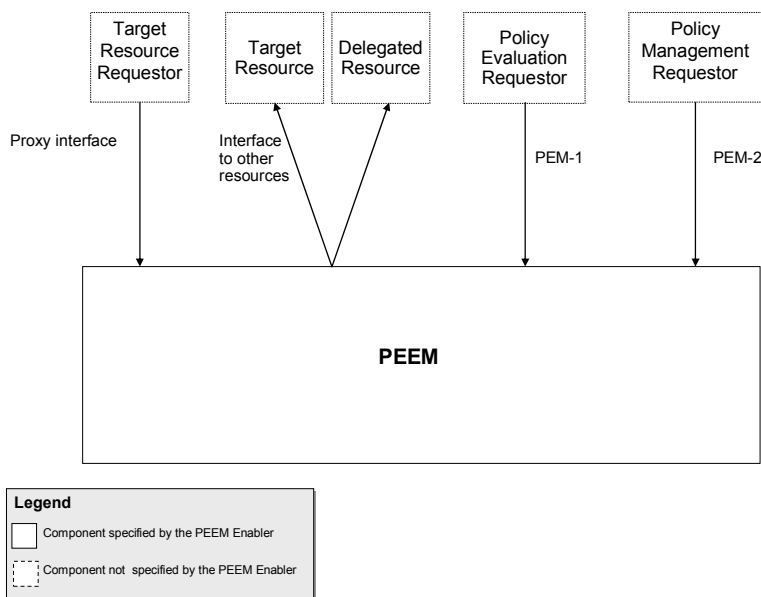 Target
Resource
Requestor
Target
Resource
Delegated
Resource
Policy
Evaluation
Requestor
Policy
Management
Requestor
Proxy interface
Interface
to other
resources
PEM-1
PEM-2
PEEM
Legend
Component specified by the PEEM Enabler
Component not specified by the PEEM Enabler